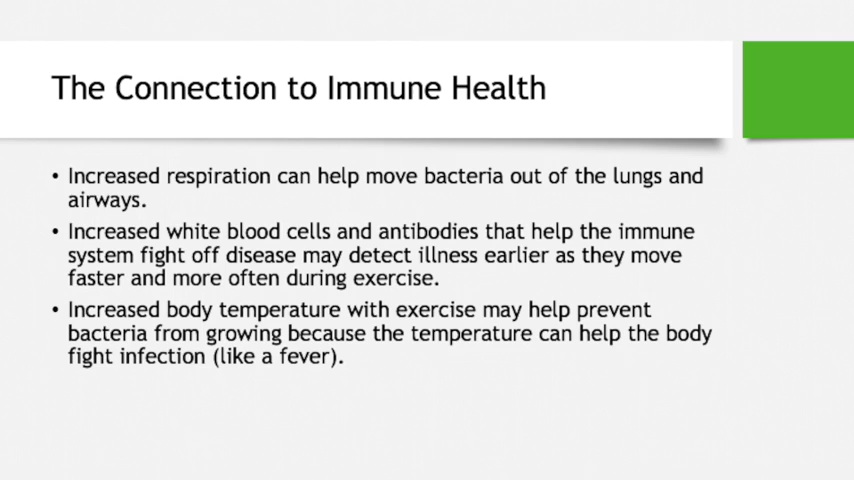 The Connection to Immune Health
• Increased respiration can help move bacteria out of the lungs and
airways.
• Increased white blood cells and antibodies that help the immune
system fight off disease may detect illness earlier as they move
faster and more often during exercise.
• Increased body temperature with exercise may help prevent
bacteria from growing because the temperature can help the body
fight infection (like a fever).